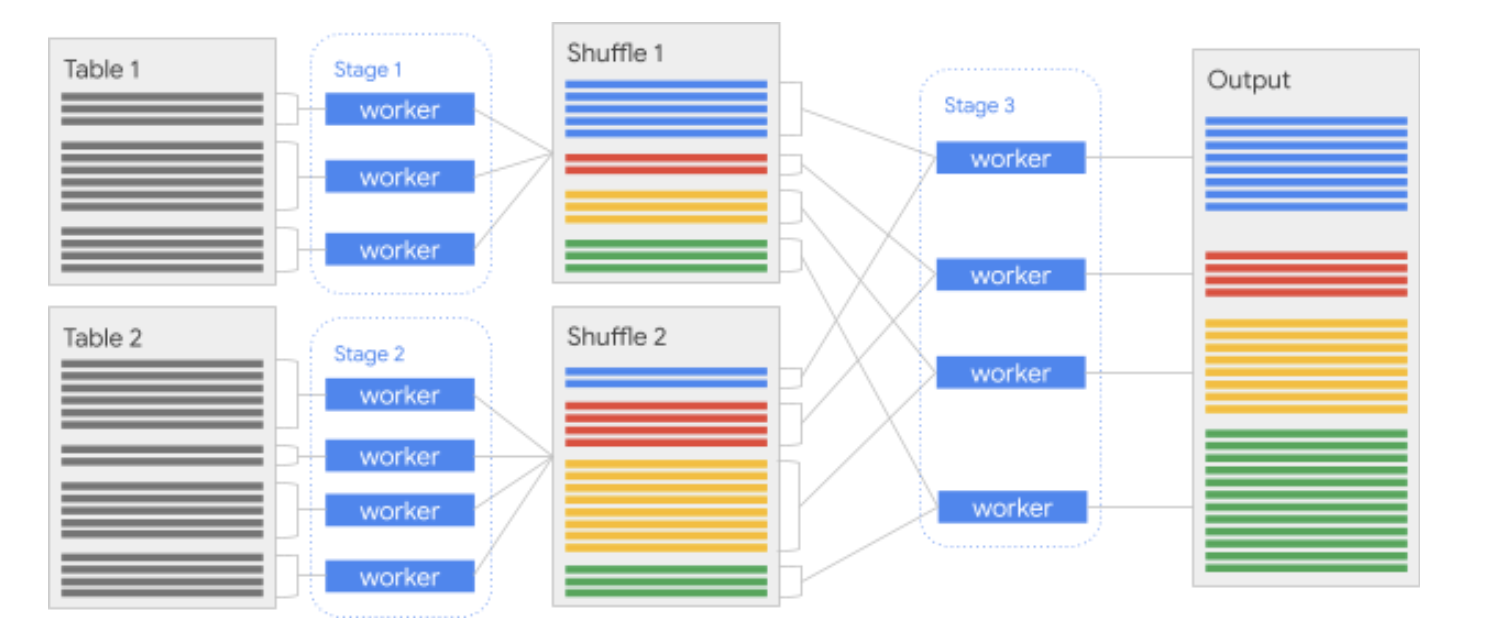 Table 1
Stage 1
worker
worker
worker
Shuffle 1
Table 2
Stage 2
worker
worker
worker
worker
Shuffle 2
Stage 3
worker
worker
worker
worker
Output